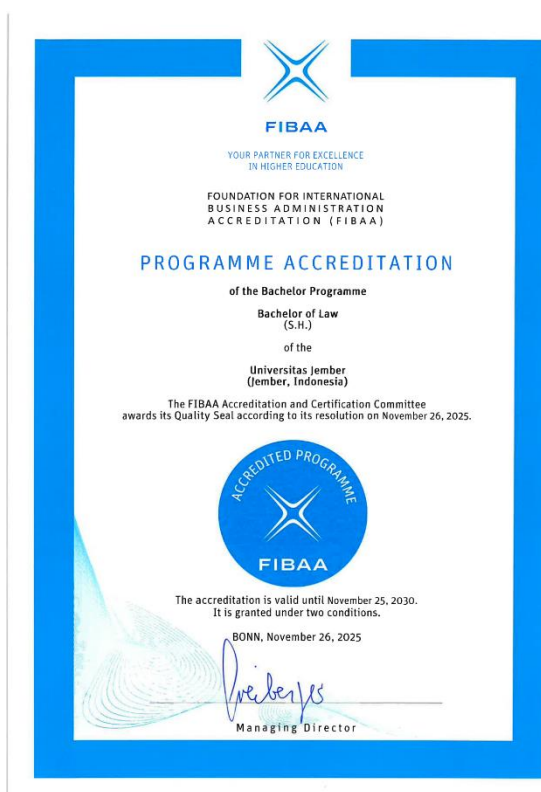 FIBAA
YOUR PARTNER FOR EXCELLENCE
IN HIGHER EDUCATION
FOUNDATION FOR INTERNATIONAL
BUSINESS ADMINISTRATION
ACCREDITATION (FIBAA)
PROGRAMME ACCREDITATION
of the Bachelor Programme
Bachelor of Law
(S.H.)
of the
Universitas Jember
(Jember, Indonesia)
The FIBAA Accreditation and Certification Committee
awards its Quality Seal according to its resolution on November 26, 2025.
ACCREDITED PROGRAMME
FIBAA
The accreditation is valid until November 25, 2030.
It is granted under two conditions.
BONN, November 26, 2025
Managing Director